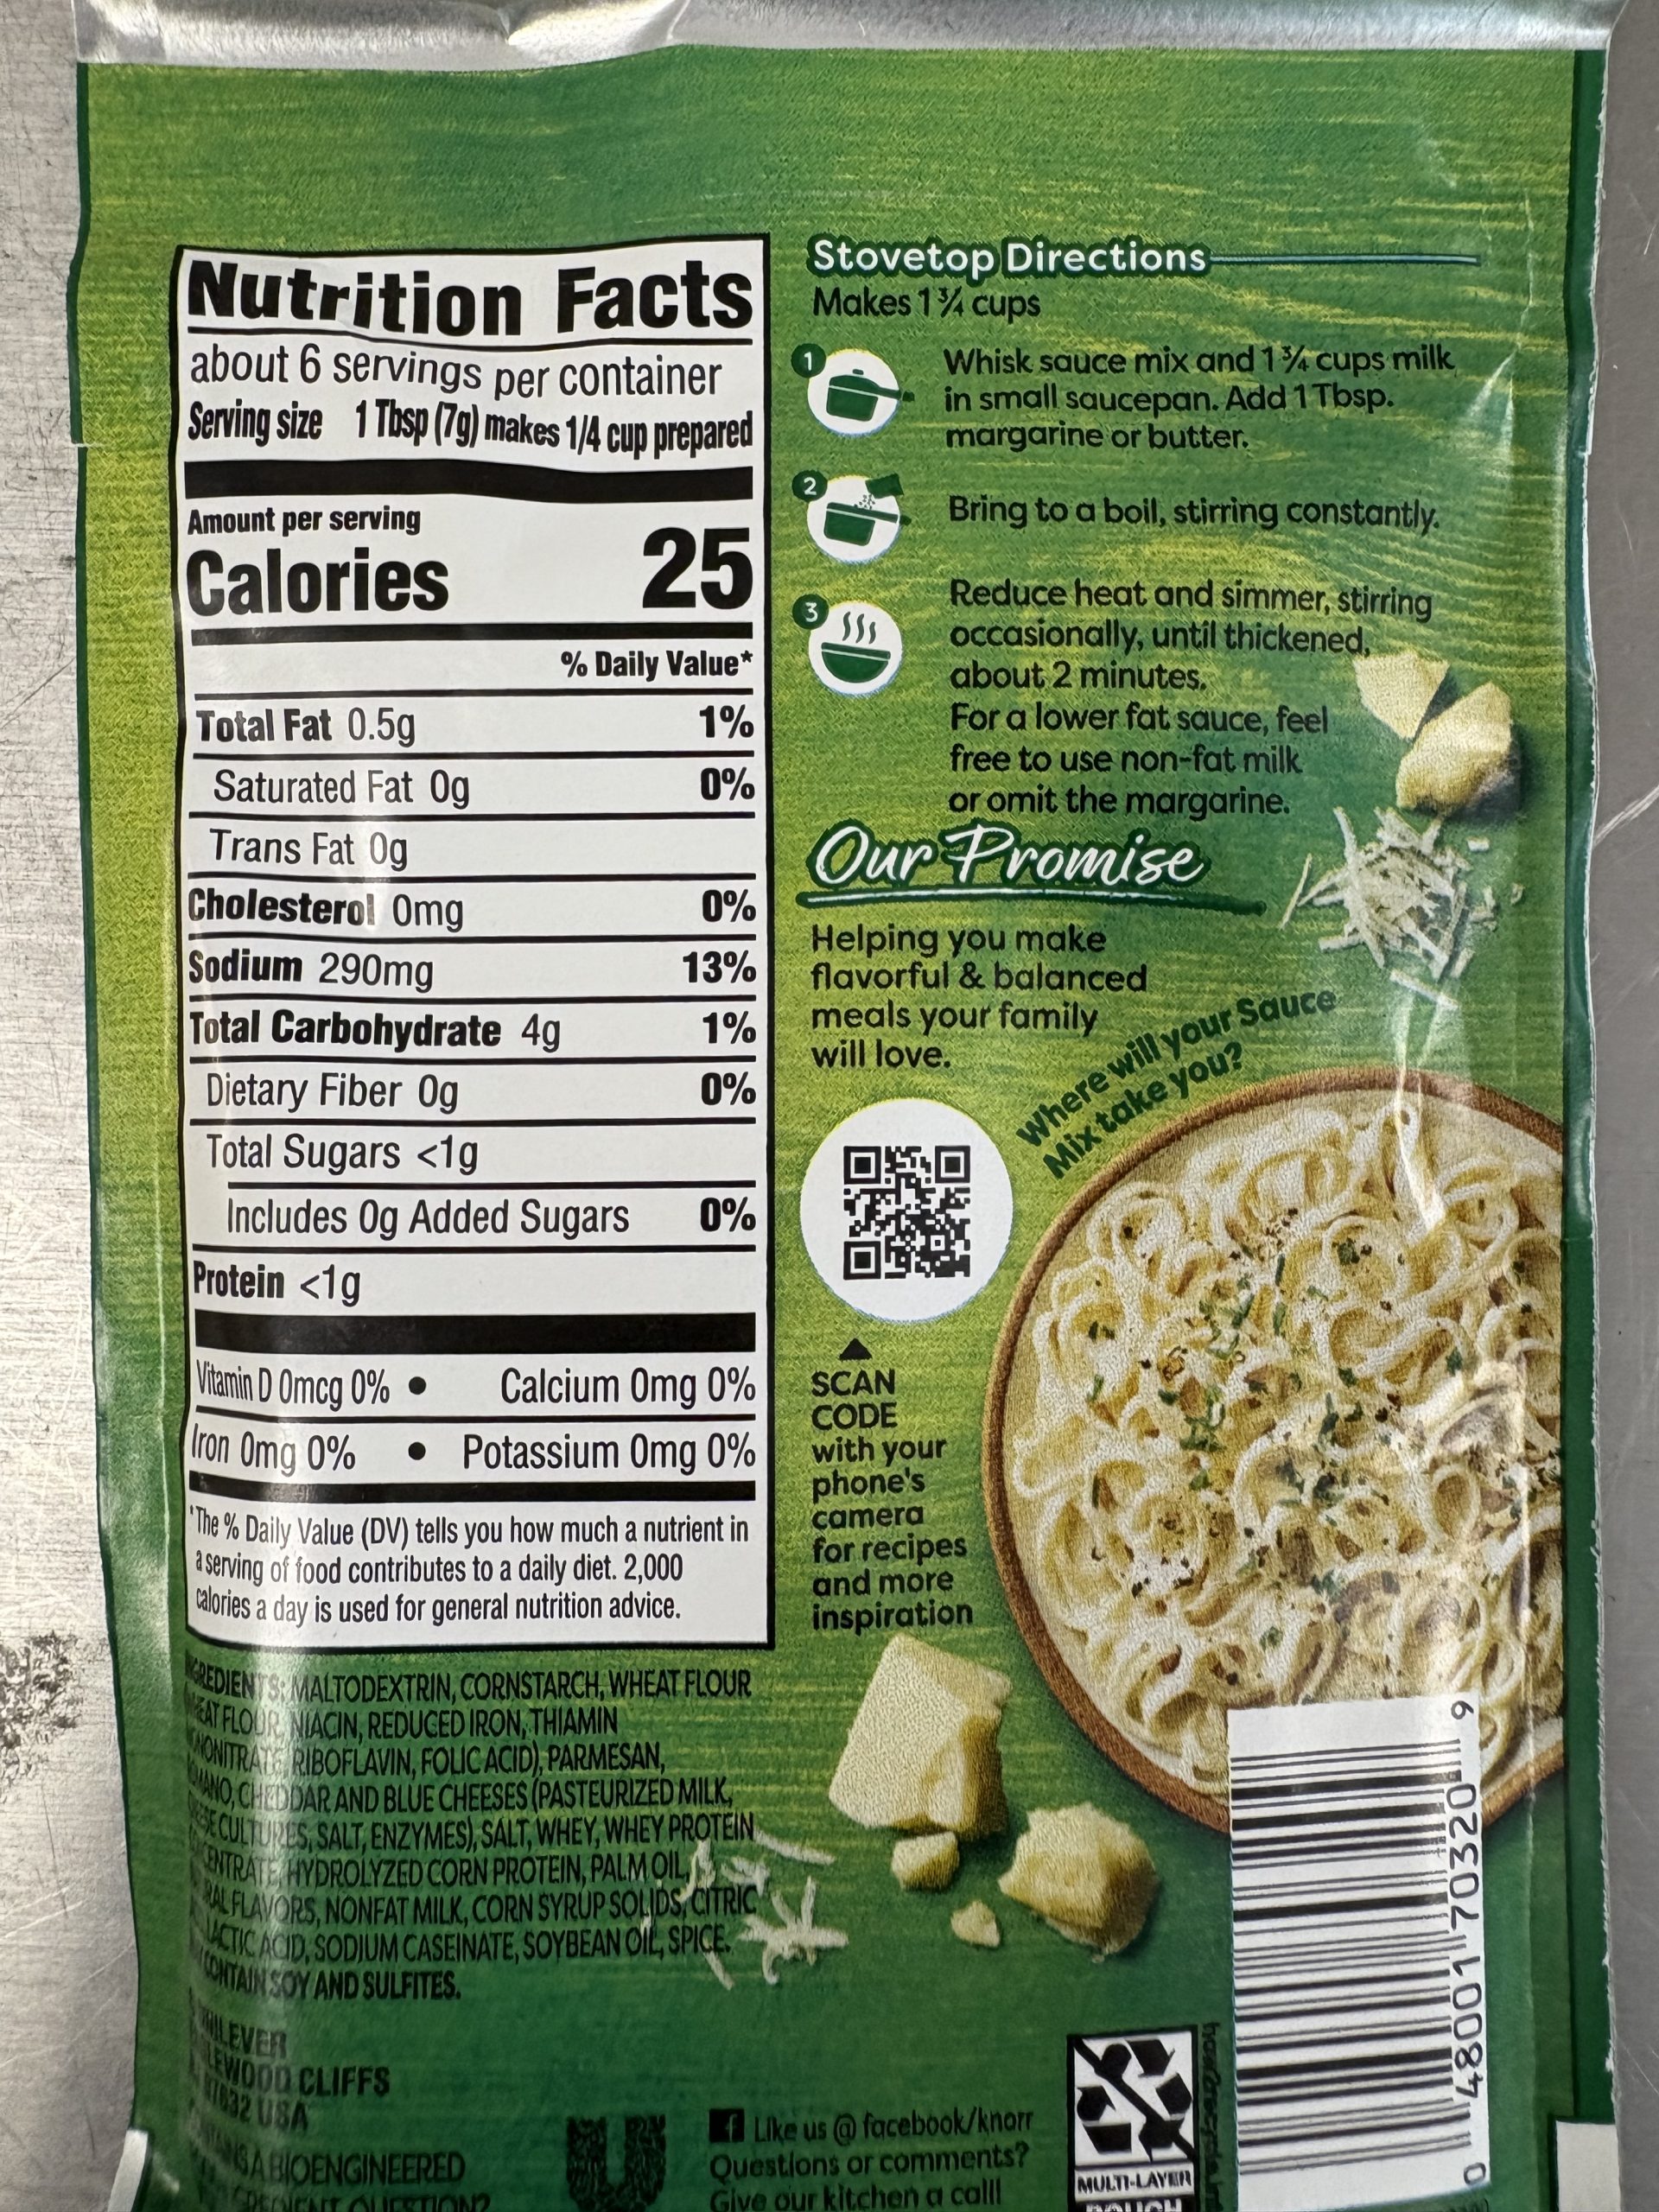 Nutrition Facts
about 6 servings per container
Serving size 1 Tbsp (7g) makes 1/4 cup prepared
Amount per serving
Calories 25
% Daily Value*
Total Fat 0.5g 1%
Saturated Fat 0g 0%
Trans Fat 0g
Cholesterol 0mg 0%
Sodium 290mg 13%
Total Carbohydrate 4g 1%
Dietary Fiber 0g 0%
Total Sugars <1g
Includes 0g Added Sugars 0%
Protein <1g
Vitamin D 0mcg 0% • Calcium 0mg 0%
Iron 0mg 0% • Potassium 0mg 0%
*The % Daily Value (DV) tells you how much a nutrient in
a serving of food contributes to a daily diet. 2,000
calories a day is used for general nutrition advice.
MALTODEXTRIN, CORNSTARCH, WHEAT FLOUR
FLOUR, NIACIN, REDUCED IRON, THIAMIN
RIBOFLAVIN, FOLIC ACID), PARMESAN,
CHEDDAR AND BLUE CHEESES (PASTEURIZED MILK,
CULTURES, SALT, ENZYMES), SALT, WHEY, WHEY PROTEIN
HYDROLYZED CORN PROTEIN, PALM OIL,
FLAVORS, NONFAT MILK, CORN SYRUP SOLIDS, CITRIC
LACTIC ACID, SODIUM CASEINATE, SOYBEAN OIL, SPICE.
CONTAIN SOY AND SULFITES.
CLIFFS
USA
BIOENGINEERED
Stovetop Directions
Makes 1 3/4 cups
1
Whisk sauce mix and 1 3/4 cups milk
in small saucepan. Add 1 Tbsp.
margarine or butter.
2
Bring to a boil, stirring constantly.
3
Reduce heat and simmer, stirring
occasionally, until thickened,
about 2 minutes.
For a lower fat sauce, feel
free to use non-fat milk
or omit the margarine.
Our Promise
Helping you make
flavorful & balanced
meals your family
will love.
Where will your Sauce
Mix take you?
SCAN
CODE
with your
phone's
camera
for recipes
and more
inspiration
Like us @ facebook/knorr
Questions or comments?
Give our kitchen a call!
MULTI-LAYER
POUCH
0 48001 70320 9